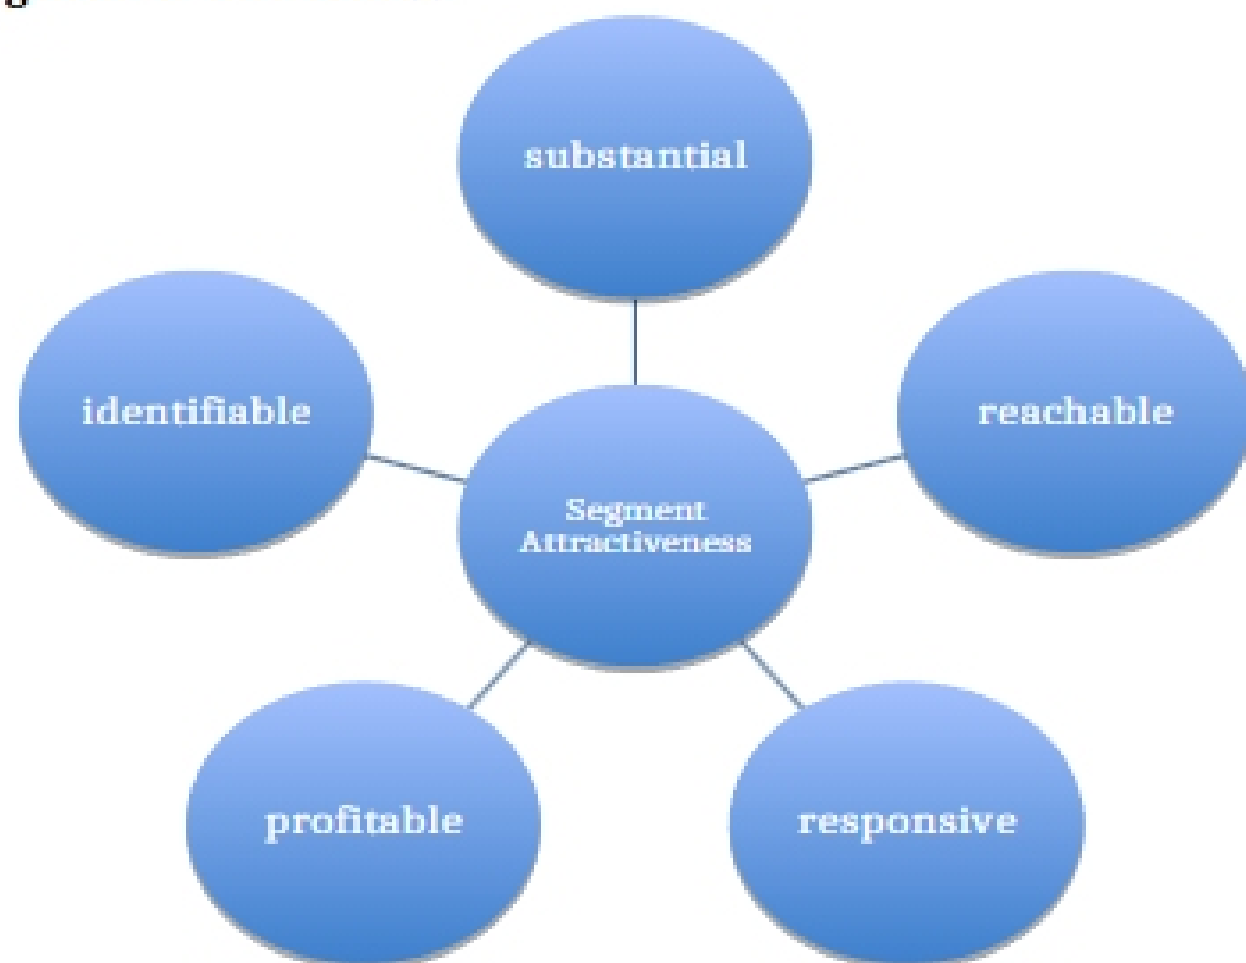 substantial
identifiable
reachable
Segment
Attractiveness
profitable
responsive